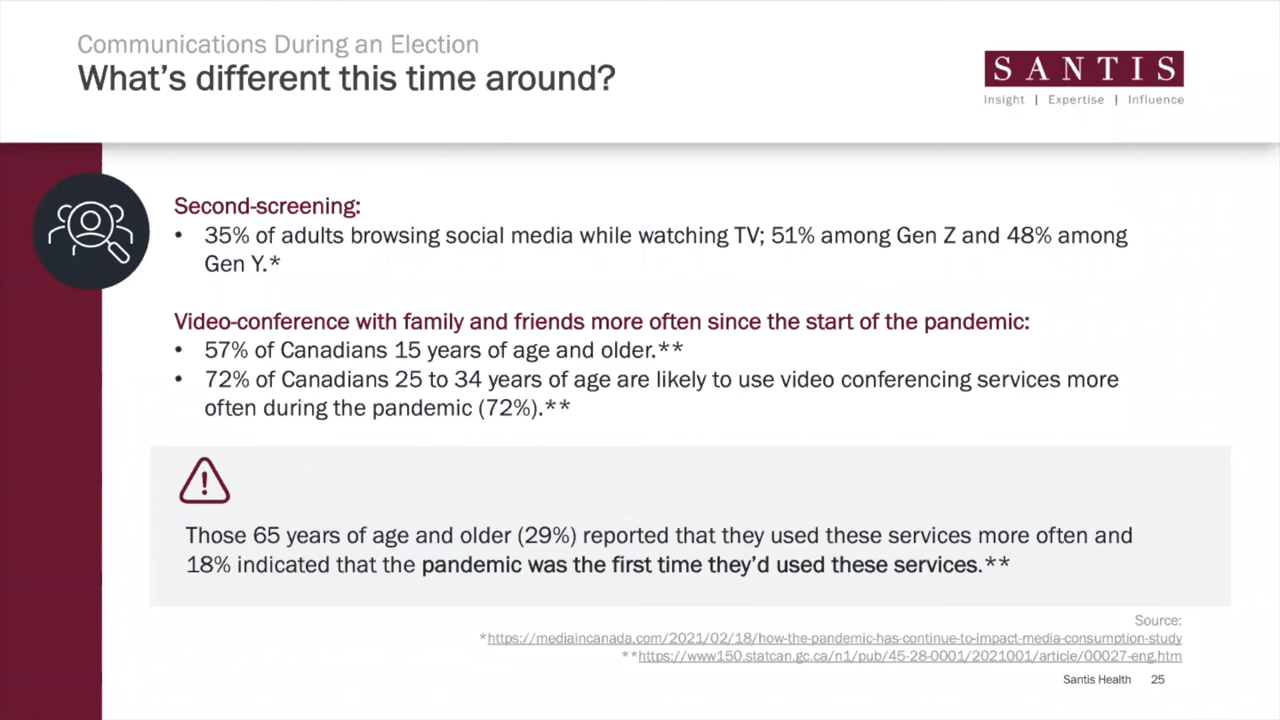 Communications During an Election
What's different this time around?
SANTIS
Insight | Expertise | Influence
Second-screening:
• 35% of adults browsing social media while watching TV; 51% among Gen Z and 48% among
Gen Y.*
Video-conference with family and friends more often since the start of the pandemic:
• 57% of Canadians 15 years of age and older.**
• 72% of Canadians 25 to 34 years of age are likely to use video conferencing services more
often during the pandemic (72%).**
Those 65 years of age and older (29%) reported that they used these services more often and
18% indicated that the pandemic was the first time they'd used these services.**
Source:
*https://mediaincanada.com/2021/02/18/how-the-pandemic-has-continue-to-impact-media-consumption-study
**https://www150.statcan.gc.ca/n1/pub/45-28-0001/2021001/article/00027-eng.htm
Santis Health 25